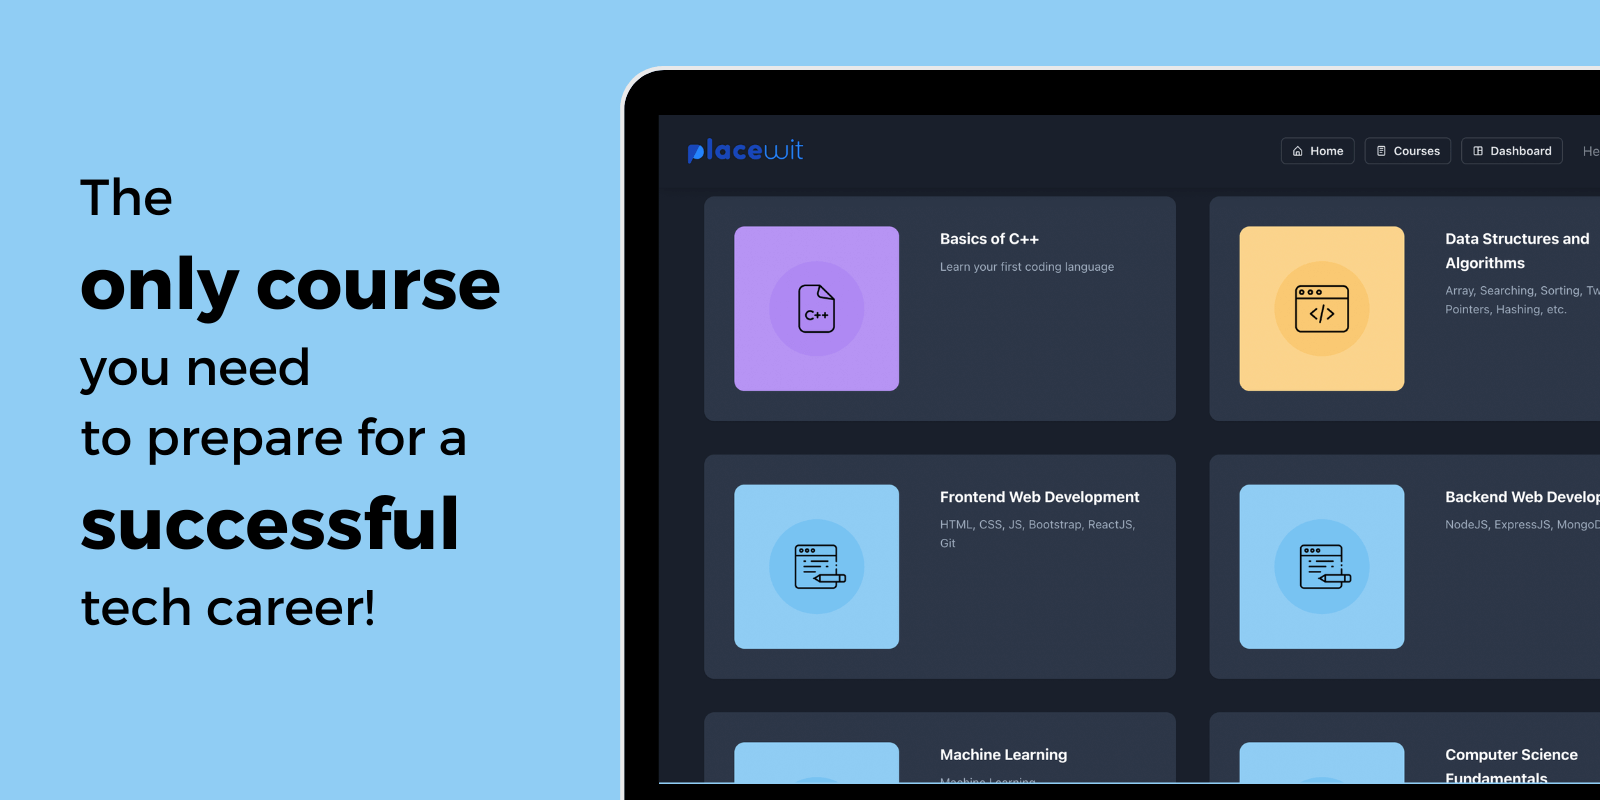 The
only course
you need
to prepare for a
successful
tech career!
placewit
Home
Courses
Dashboard
He
Basics of C++
Learn your first coding language
C++
Data Structures and
Algorithms
Array, Searching, Sorting, Tw
Pointers, Hashing, etc.
</>
Frontend Web Development
HTML, CSS, JS, Bootstrap, ReactJS,
Git
Backend Web Develop
NodeJS, ExpressJS, MongoD
Machine Learning
Machine Learning
Computer Science
Fundamentals